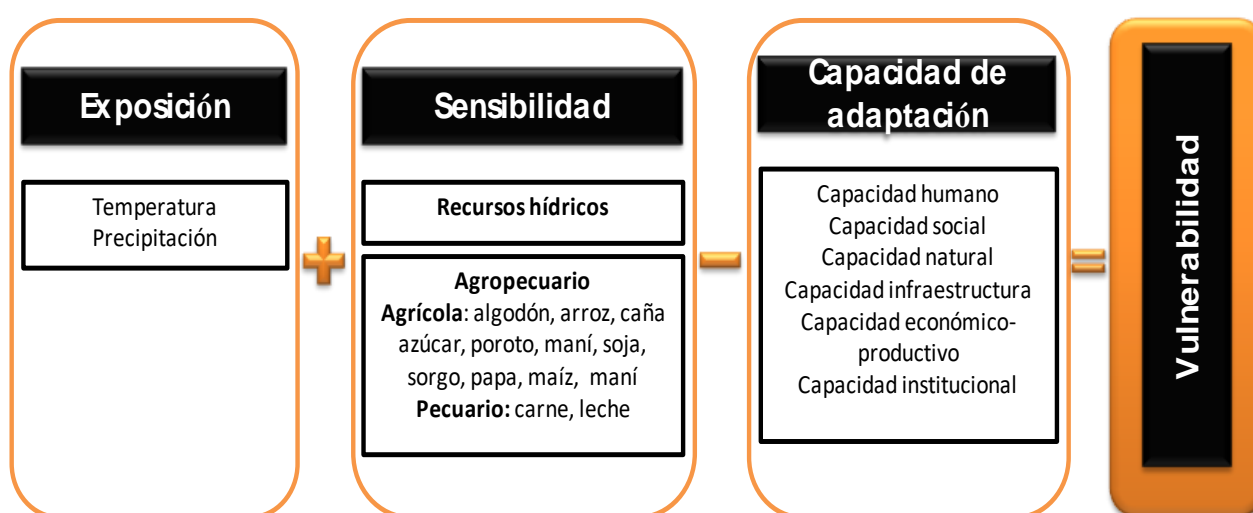 Exposición
Temperatura
Precipitación
+
Sensibilidad
Recursos hídricos
Agropecuario
Agrícola: algodón, arroz, caña
azúcar, poroto, maní, soja,
sorgo, papa, maíz, maní
Pecuario: carne, leche
-
Capacidad de
adaptación
Capacidad humano
Capacidad social
Capacidad natural
Capacidad infraestructura
Capacidad económico-
productivo
Capacidad institucional
=
Vulnerabilidad